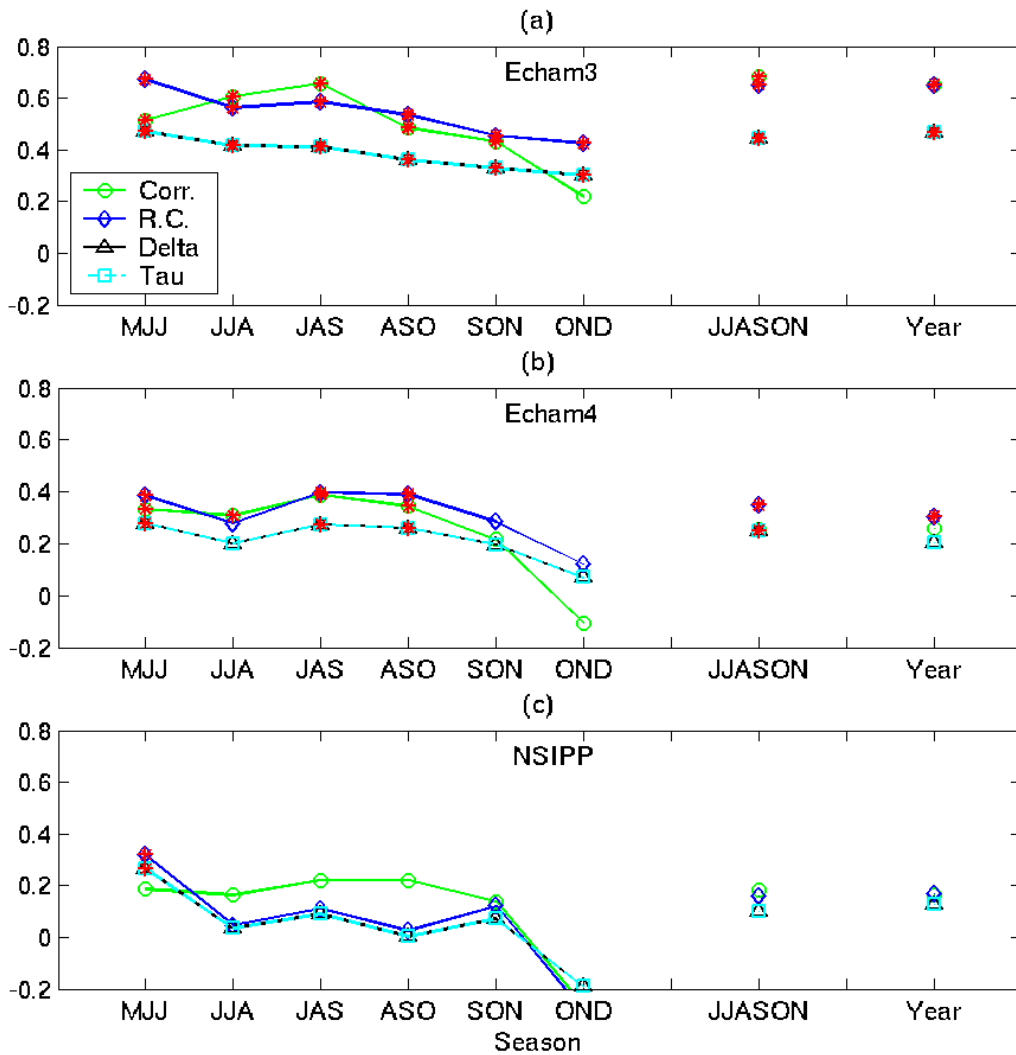 (a)
Echam3
0.8
0.6
0.4
0.2
0
-0.2
Corr.
R.C.
Delta
Tau
MJJ JJA JAS ASO SON OND JJASON Year
(b)
Echam4
0.8
0.6
0.4
0.2
0
-0.2
MJJ JJA JAS ASO SON OND JJASON Year
(c)
NSIPP
0.8
0.6
0.4
0.2
0
-0.2
MJJ JJA JAS ASO SON OND JJASON Year
Season